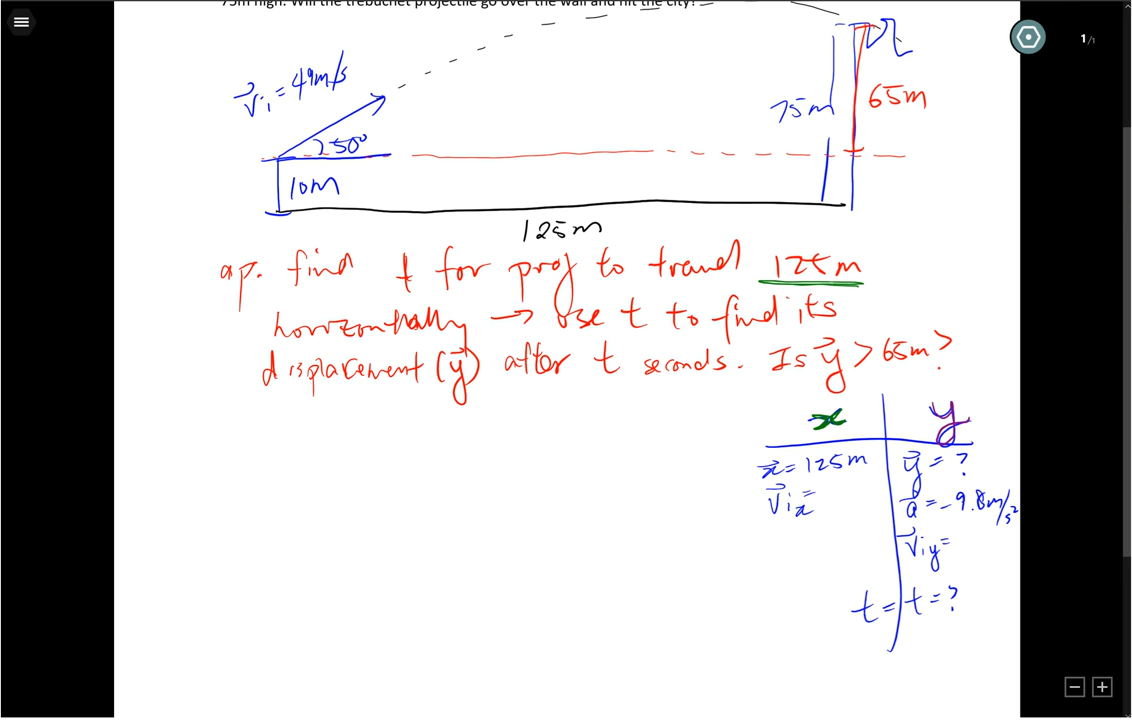 75m high. Will the trebuchet projectile go over the wall and hit the city?
1/1
v⃗i = 49m/s
250°
10m
75m
65m
125m
ap. find t for proj to travel 125m
horizontally → use t to find its
displacement (y⃗) after t seconds. Is y⃗ > 65m?
x y
x⃗ = 125m y⃗ = ?
v⃗ix = a⃗ = -9.8m/s²
v⃗iy =
t = t = ?